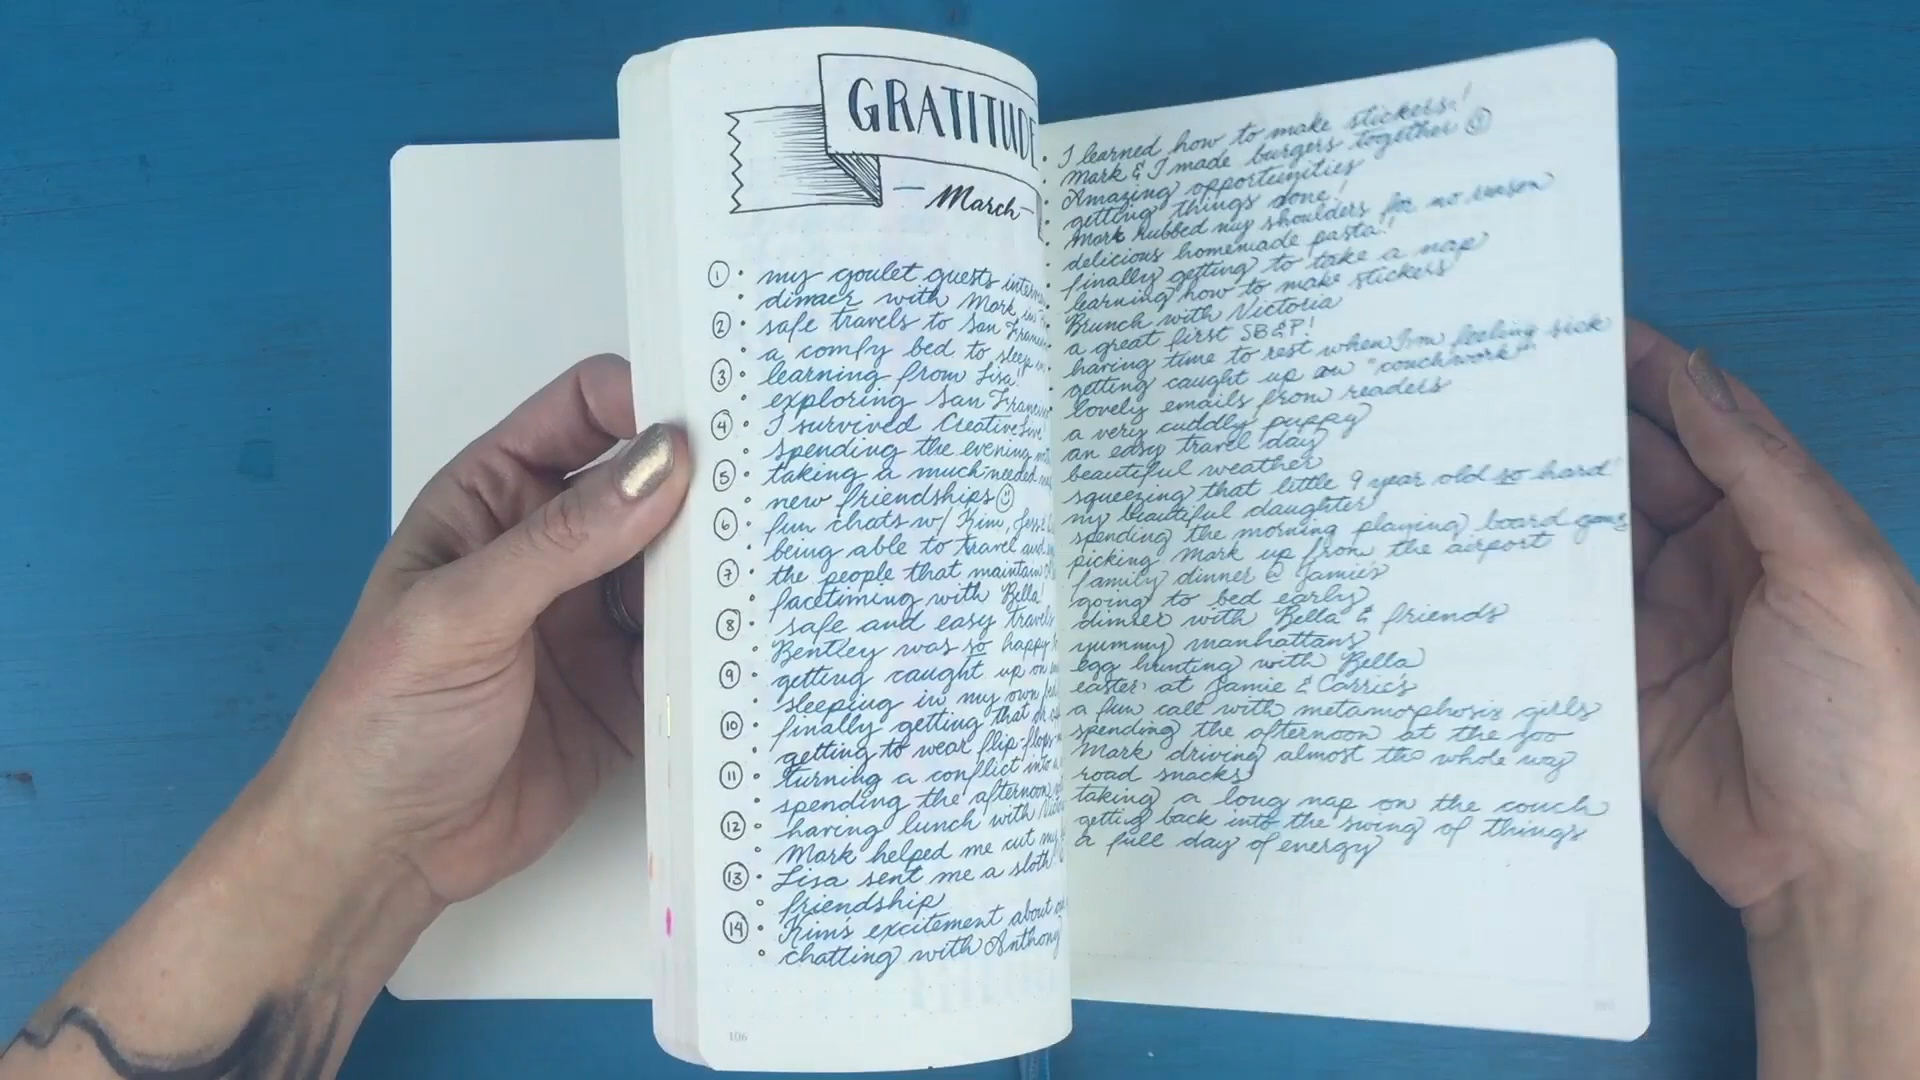 GRATITUDE
— March —
1 • my goulet guests
• dinner with Mark in
2 • safe travels to San
• a comfy bed to sleep
3 • learning from Lisa!
• exploring San
4 • I survived CreativeLive
• spending the evening
5 • taking a much-needed
• new friendships
6 • fun chats w/ Kim,
• being able to travel and
7 • the people that maintain
• facetiming with Bella!
8 • safe and easy travels
• Bentley was so happy
9 • getting caught up on
• sleeping in my own
10 • finally getting that
• getting to wear flip-flops
11 • turning a conflict into a
• spending the afternoon
12 • having lunch with
• Mark helped me cut my
13 • Lisa sent me a sloth
• friendship
14 • Kim's excitement about
• chatting with Anthony
106
• I learned how to make stickers!
• Mark & I made burgers together
• Amazing opportunities
• getting things done!
• Mark rubbed my shoulders for no reason
• delicious homemade pasta!
• finally getting to take a nap
• learning how to make stickers
• Brunch with Victoria
• a great first SB&P!
• having time to rest when I'm feeling sick
• getting caught up on "couchwork"
• lovely emails from readers
• a very cuddly puppy
• an easy travel day
beautiful weather
squeezing that little 9 year old so hard!
my beautiful daughter
spending the morning playing board
picking Mark up from the airport
family dinner @ Jamie's
going to bed early
dinner with Bella & friends
yummy manhattans
egg hunting with Bella
easter at Jamie & Carrie's
a fun call with metamorphosis girls
spending the afternoon at the zoo
Mark driving almost the whole way
road snacks
taking a long nap on the couch
getting back into the swing of things
a full day of energy